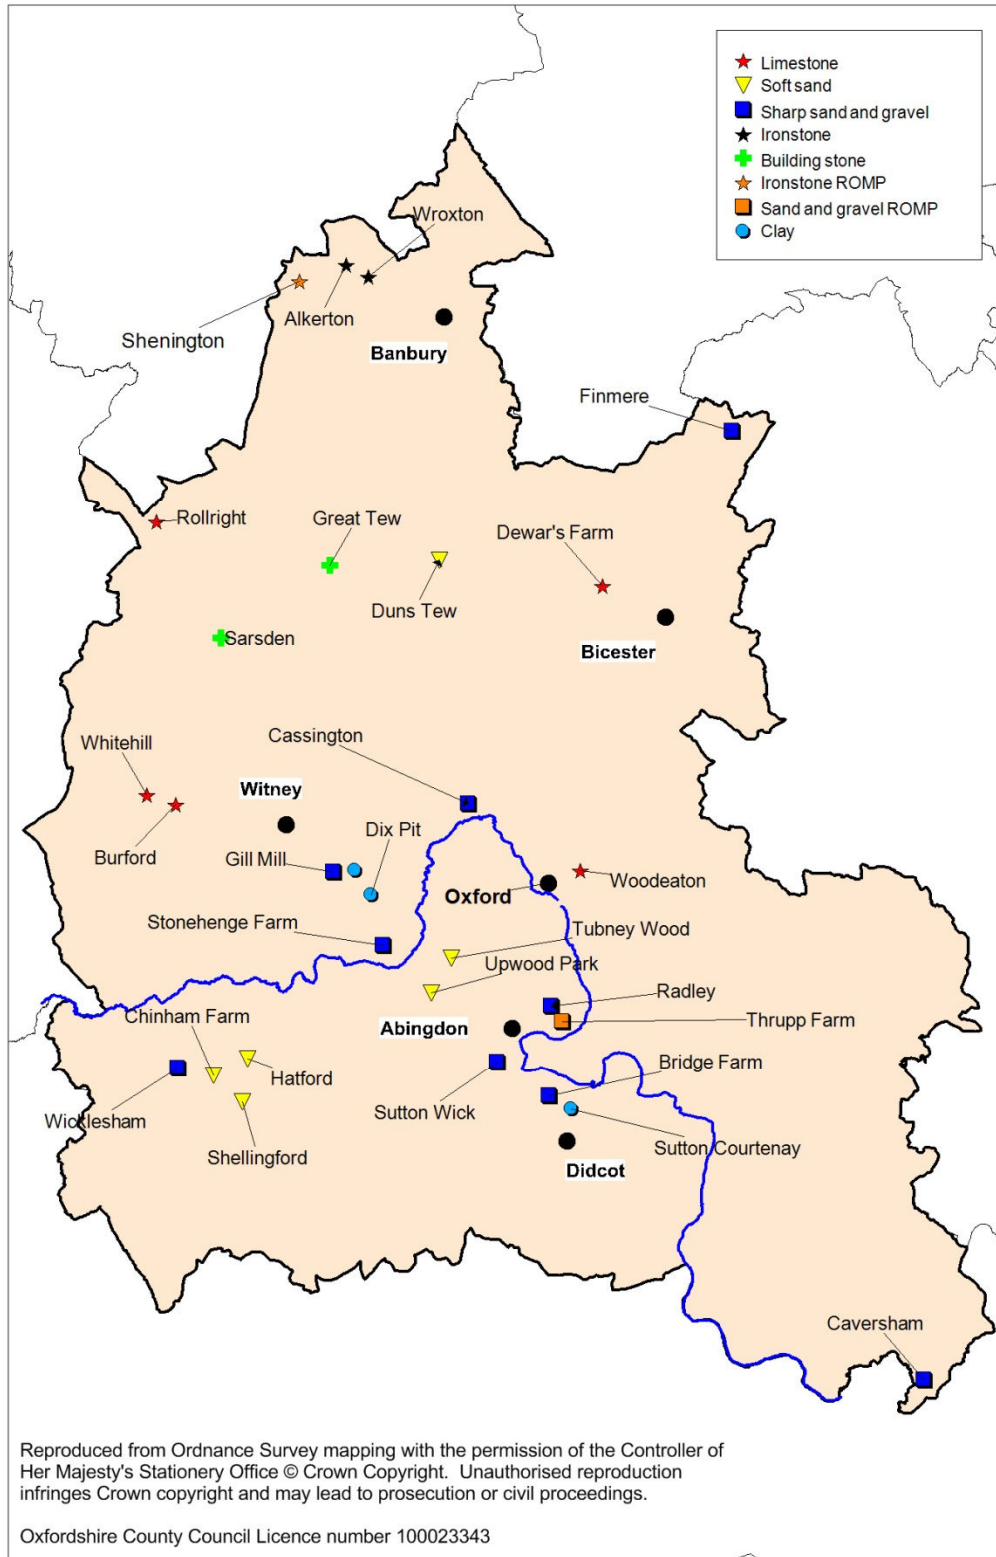 Limestone
Soft sand
Sharp sand and gravel
Ironstone
Building stone
Ironstone ROMP
Sand and gravel ROMP
Clay
Wroxton
Alkerton
Shenington
Banbury
Finmere
Rollright
Great Tew
Dewar's Farm
Duns Tew
Sarsden
Bicester
Cassington
Whitehill
Witney
Dix Pit
Burford
Gill Mill
Woodeaton
Oxford
Stonehenge Farm
Tubney Wood
Upwood Park
Radley
Chinham Farm
Abingdon
Thrupp Farm
Bridge Farm
Hatford
Sutton Wick
Wicklesham
Sutton Courtenay
Shellingford
Didcot
Caversham
Reproduced from Ordnance Survey mapping with the permission of the Controller of
Her Majesty's Stationery Office © Crown Copyright. Unauthorised reproduction
infringes Crown copyright and may lead to prosecution or civil proceedings.
Oxfordshire County Council Licence number 100023343